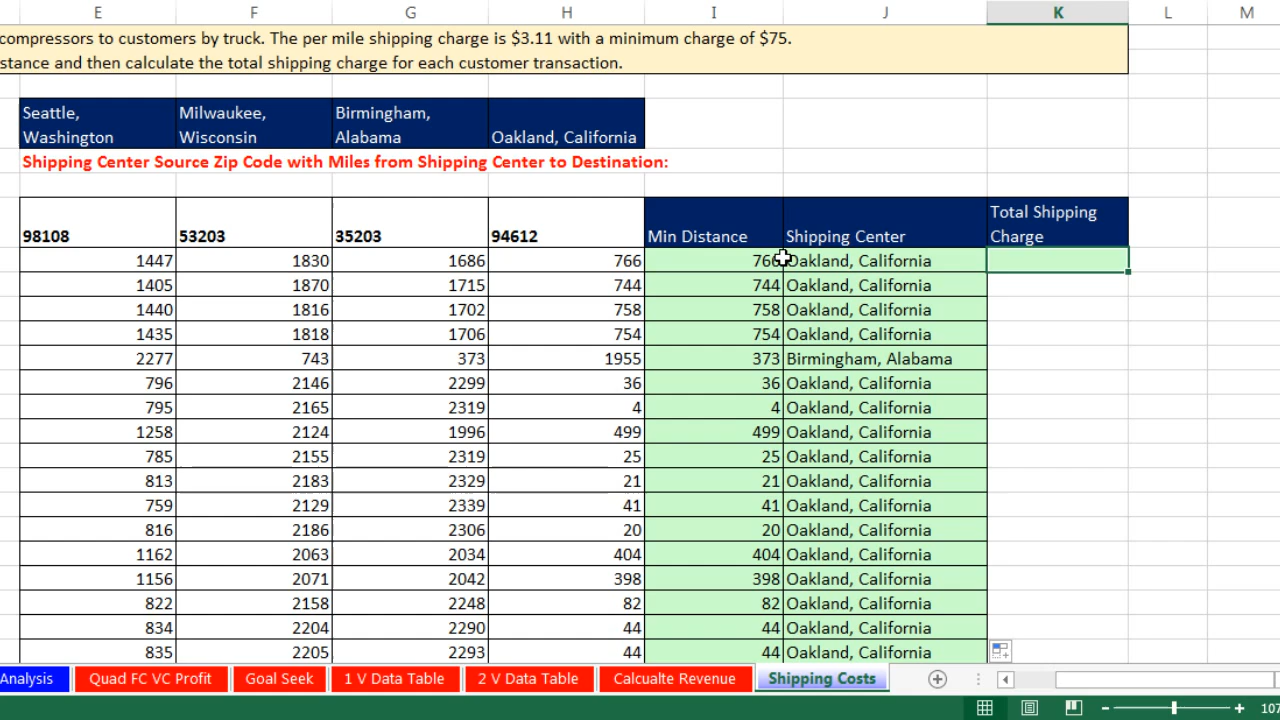 E F G H I J K L M
compressors to customers by truck. The per mile shipping charge is $3.11 with a minimum charge of $75.
stance and then calculate the total shipping charge for each customer transaction.
Seattle, Milwaukee, Birmingham,
Washington Wisconsin Alabama Oakland, California
Shipping Center Source Zip Code with Miles from Shipping Center to Destination:
Total Shipping
98108 53203 35203 94612 Min Distance Shipping Center Charge
1447 1830 1686 766 766 Oakland, California
1405 1870 1715 744 744 Oakland, California
1440 1816 1702 758 758 Oakland, California
1435 1818 1706 754 754 Oakland, California
2277 743 373 1955 373 Birmingham, Alabama
796 2146 2299 36 36 Oakland, California
795 2165 2319 4 4 Oakland, California
1258 2124 1996 499 499 Oakland, California
785 2155 2319 25 25 Oakland, California
813 2183 2329 21 21 Oakland, California
759 2129 2339 41 41 Oakland, California
816 2186 2306 20 20 Oakland, California
1162 2063 2034 404 404 Oakland, California
1156 2071 2042 398 398 Oakland, California
822 2158 2248 82 82 Oakland, California
834 2204 2290 44 44 Oakland, California
835 2205 2293 44 44 Oakland, California
Analysis Quad FC VC Profit Goal Seek 1 V Data Table 2 V Data Table Calcualte Revenue Shipping Costs
107